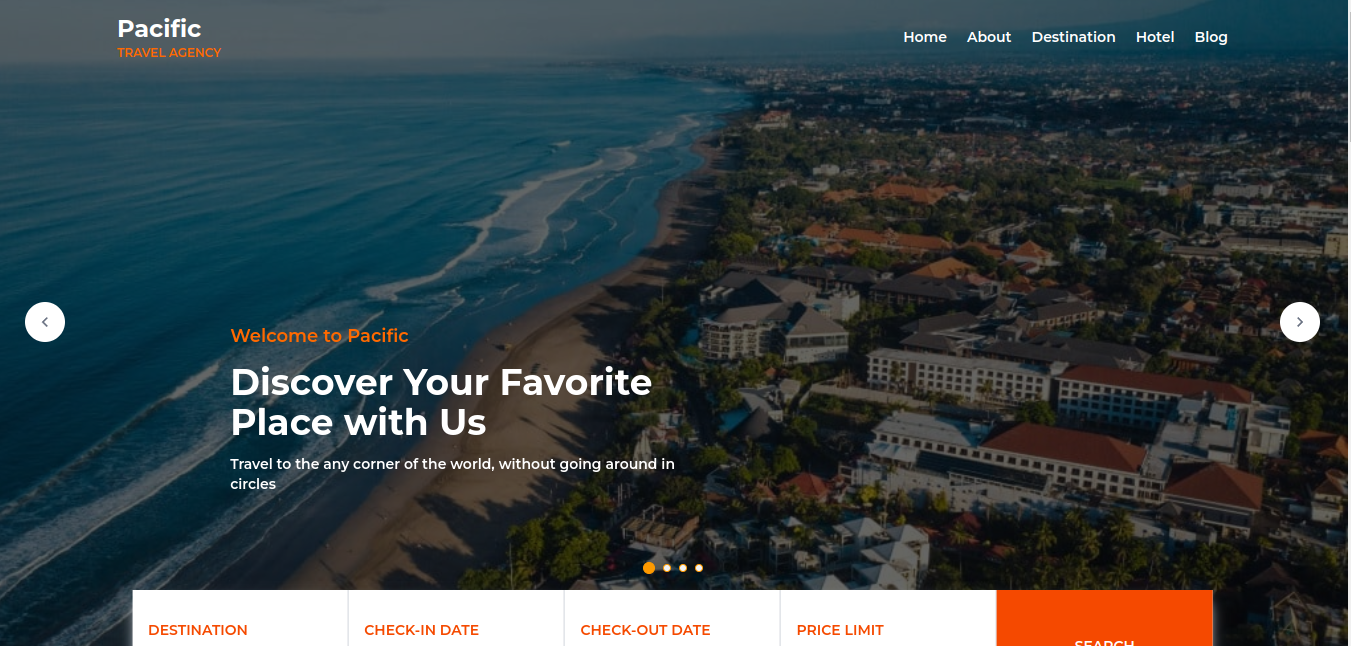 Pacific
TRAVEL AGENCY
Home About Destination Hotel Blog
Welcome to Pacific
Discover Your Favorite
Place with Us
Travel to the any corner of the world, without going around in
circles
DESTINATION CHECK-IN DATE CHECK-OUT DATE PRICE LIMIT
SEARCH